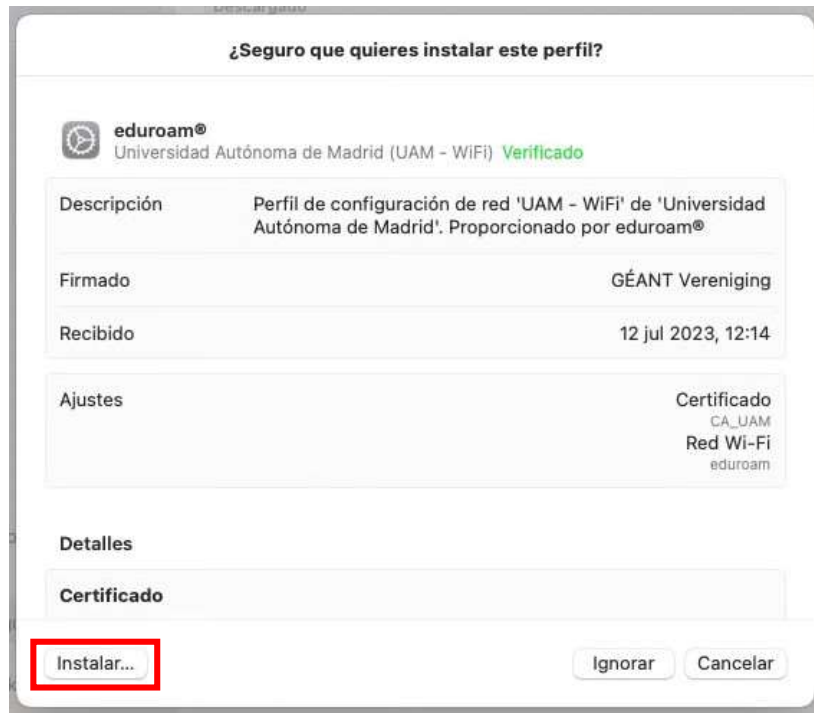 Descargado
¿Seguro que quieres instalar este perfil?
eduroam®
Universidad Autónoma de Madrid (UAM - WiFi) Verificado
Descripción
Perfil de configuración de red 'UAM - WiFi' de 'Universidad
Autónoma de Madrid'. Proporcionado por eduroam®
Firmado
GÉANT Vereniging
Recibido
12 jul 2023, 12:14
Ajustes
Certificado
CA_UAM
Red Wi-Fi
eduroam
Detalles
Certificado
Instalar...
Ignorar
Cancelar